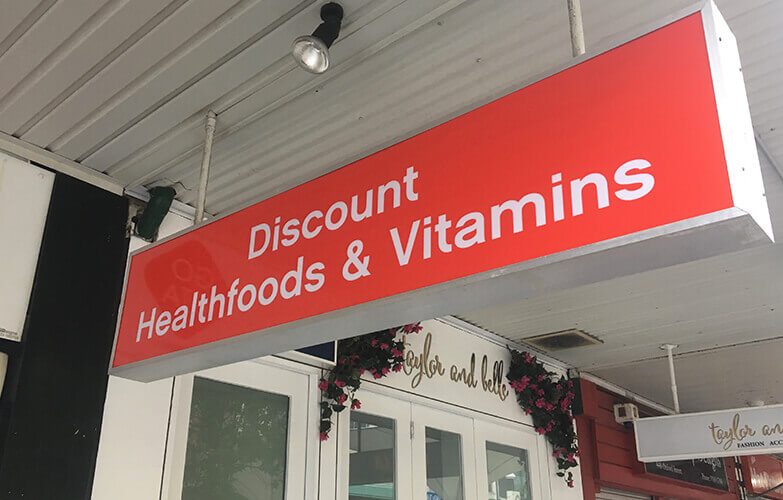 Discount
Healthfoods & Vitamins
taylor and belle
taylor an
FASHION ACC